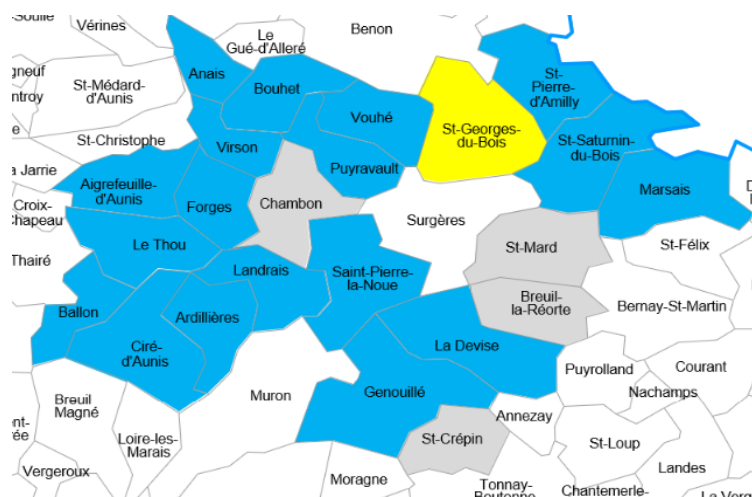 Vérines
Le
Gué-d'Alleré
Benon
Anais
St-
Pierre-
d'Amilly
St-Médard-
d'Aunis
Bouhet
Vouhé
St-Georges-
du-Bois
St-Christophe
Virson
St-Saturnin-
du-Bois
Puyravault
Aigrefeuille-
d'Aunis
Marsais
Croix-
Chapeau
Forges
Chambon
Surgères
Le Thou
St-Mard
St-Félix
Thairé
Landrais
Saint-Pierre-
la-Noue
Breuil-
la-Réorte
Bernay-St-Martin
Ballon
Ardillières
Ciré-
d'Aunis
La Devise
Puyrolland
Courant
Nachamps
Breuil
Magné
Muron
Genouillé
Annezay
Loire-les-
Marais
St-Crépin
St-Loup
Vergeroux
Moragne
Landes
Tonnay-
Chantemerle-